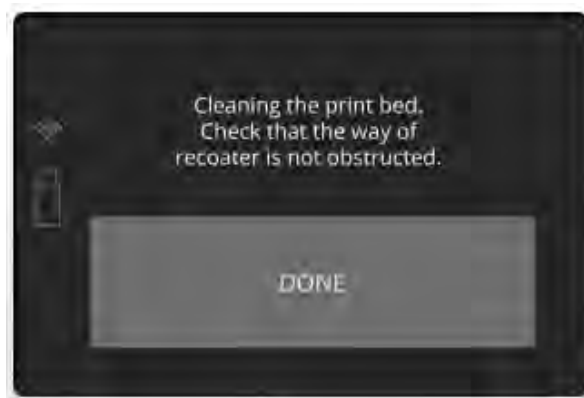 Cleaning the print bed.
Check that the way of
recoater is not obstructed.
DONE